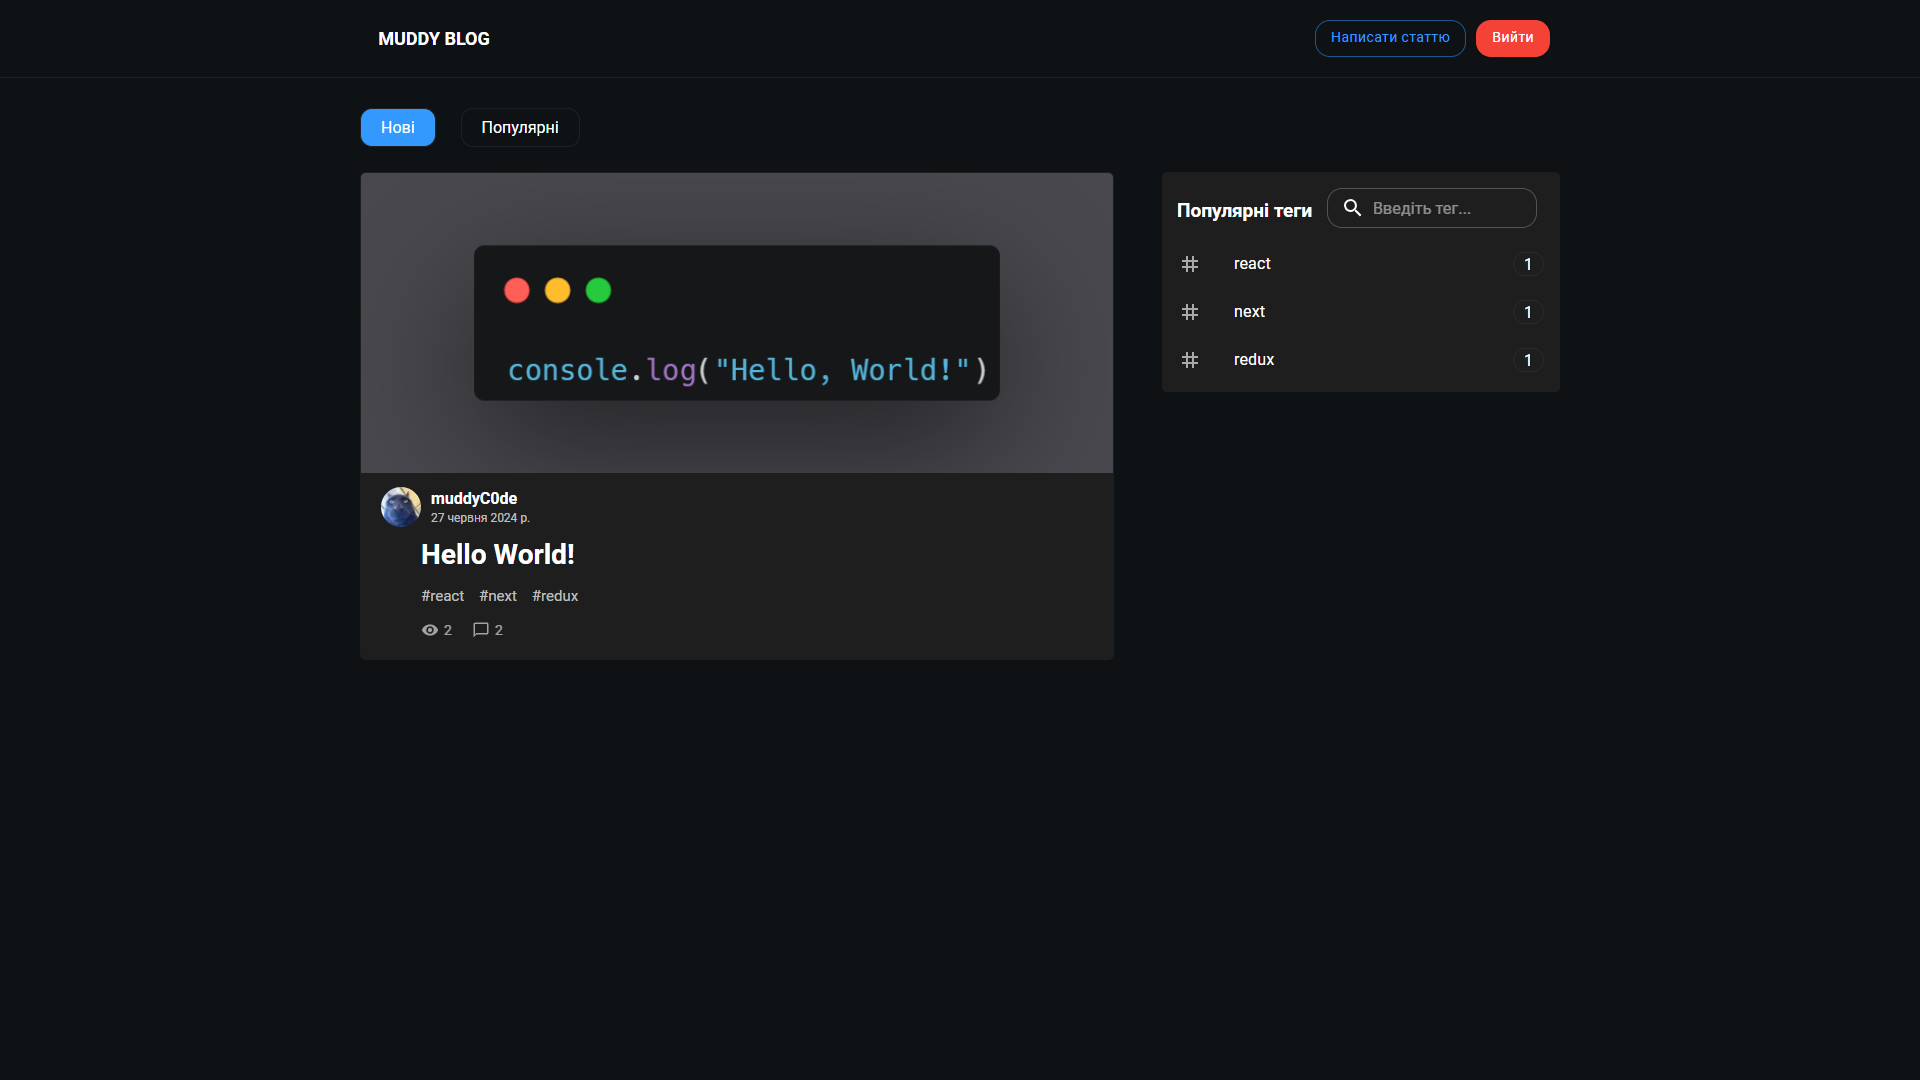 MUDDY BLOG
Написати статтю
Вийти
Нові
Популярні
console.log("Hello, World!")
muddyC0de
27 червня 2024 р.
Hello World!
#react #next #redux
2 2
Популярні теги
Введіть тег...
react 1
next 1
redux 1